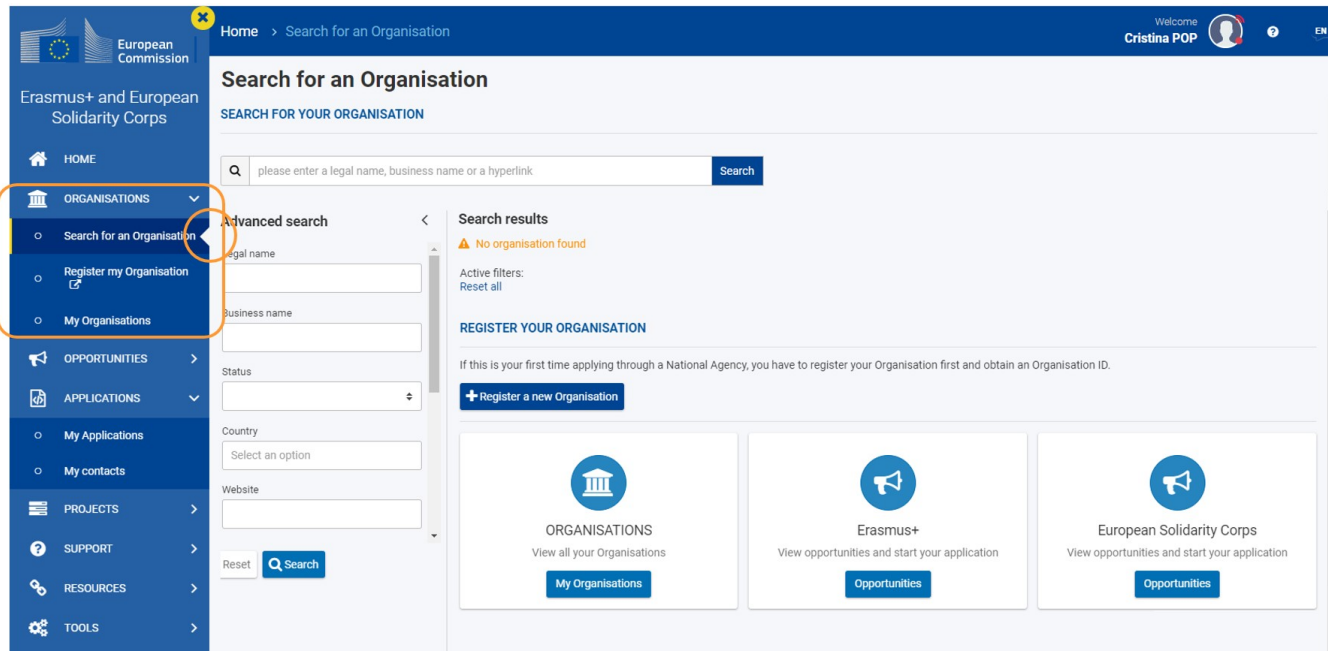 European
Commission
Erasmus+ and European
Solidarity Corps
HOME
ORGANISATIONS
Search for an Organisation
Register my Organisation
My Organisations
OPPORTUNITIES
APPLICATIONS
My Applications
My contacts
PROJECTS
SUPPORT
RESOURCES
TOOLS
Home > Search for an Organisation
Welcome
Cristina POP
EN
Search for an Organisation
SEARCH FOR YOUR ORGANISATION
please enter a legal name, business name or a hyperlink
Search
Advanced search
Legal name
Business name
Status
Country
Select an option
Website
Reset
Search
Search results
No organisation found
Active filters:
Reset all
REGISTER YOUR ORGANISATION
If this is your first time applying through a National Agency, you have to register your Organisation first and obtain an Organisation ID.
Register a new Organisation
ORGANISATIONS
View all your Organisations
My Organisations
Erasmus+
View opportunities and start your application
Opportunities
European Solidarity Corps
View opportunities and start your application
Opportunities